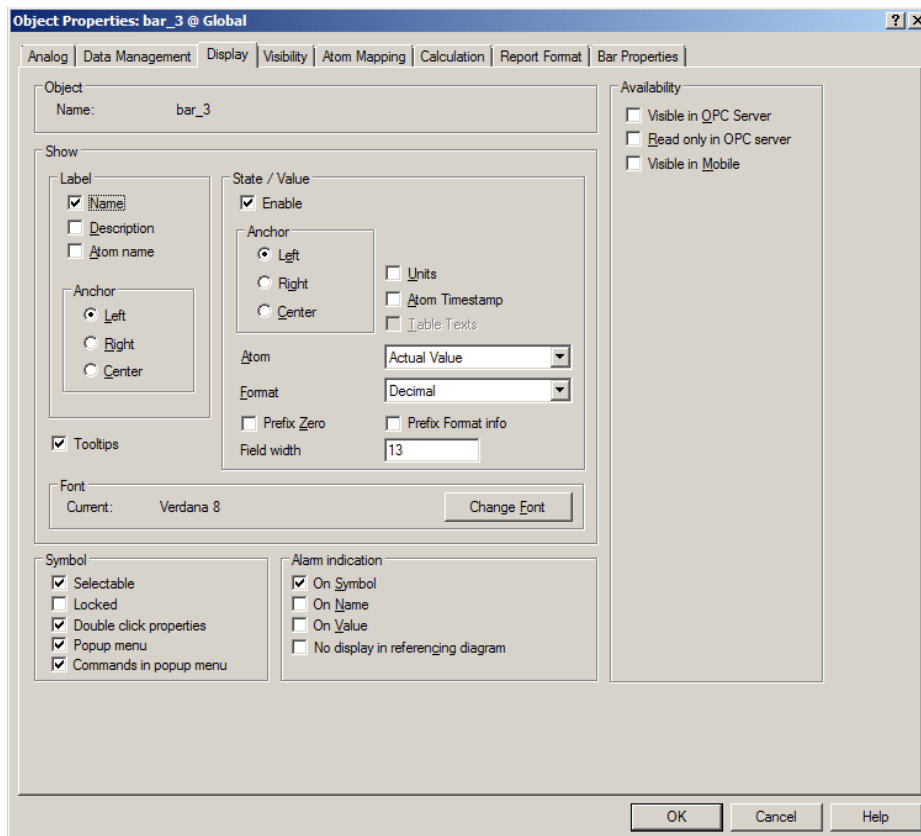 Object Properties: bar_3 @ Global
Analog Data Management Display Visibility Atom Mapping Calculation Report Format Bar Properties
Object
Name: bar_3
Show
Label
Name
Description
Atom name
Anchor
Left
Right
Center
Tooltips
State / Value
Enable
Anchor
Left
Right
Center
Units
Atom Timestamp
Table Texts
Atom Actual Value
Format Decimal
Prefix Zero Prefix Format info
Field width 13
Font
Current: Verdana 8 Change Font
Symbol
Selectable
Locked
Double click properties
Popup menu
Commands in popup menu
Alarm indication
On Symbol
On Name
On Value
No display in referencing diagram
Availability
Visible in OPC Server
Read only in OPC server
Visible in Mobile
OK Cancel Help